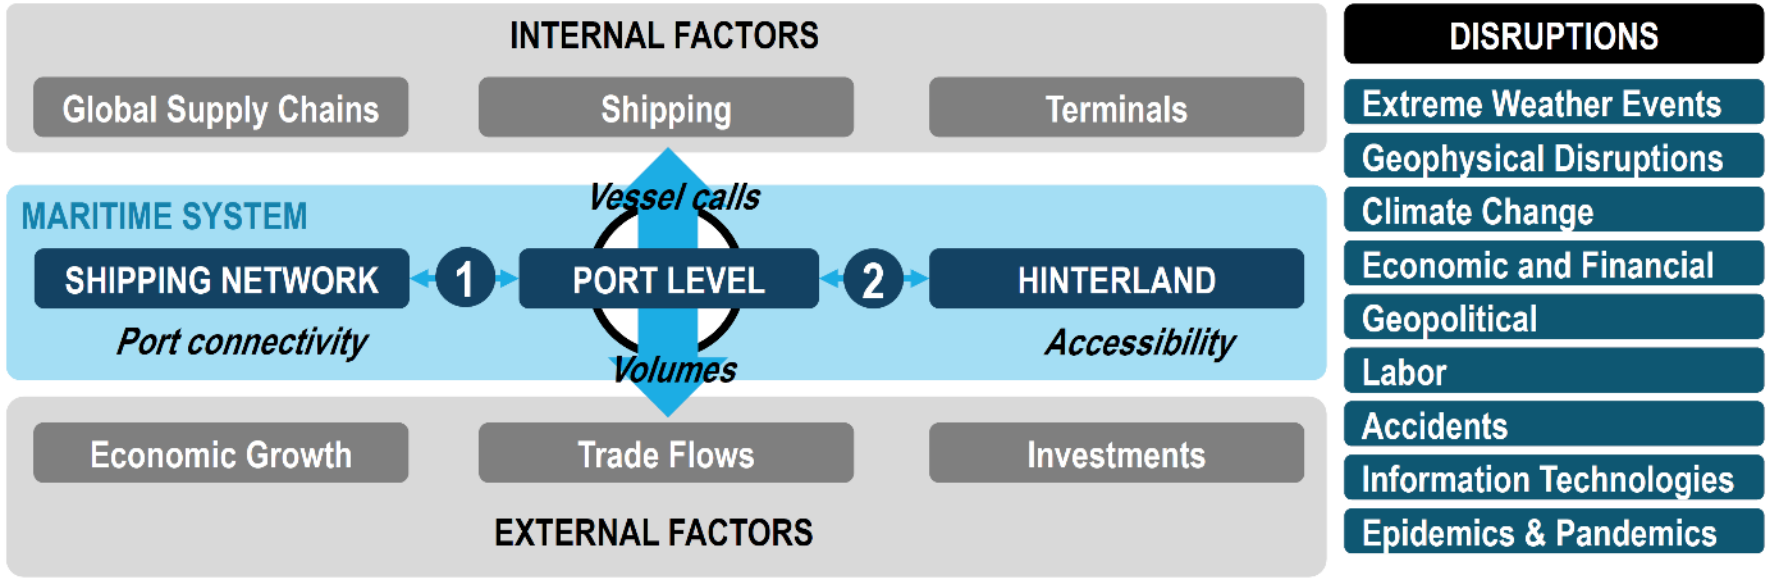 INTERNAL FACTORS
Global Supply Chains
Shipping
Terminals
MARITIME SYSTEM
Vessel calls
SHIPPING NETWORK
1
PORT LEVEL
2
HINTERLAND
Port connectivity
Volumes
Accessibility
Economic Growth
Trade Flows
Investments
EXTERNAL FACTORS
DISRUPTIONS
Extreme Weather Events
Geophysical Disruptions
Climate Change
Economic and Financial
Geopolitical
Labor
Accidents
Information Technologies
Epidemics & Pandemics